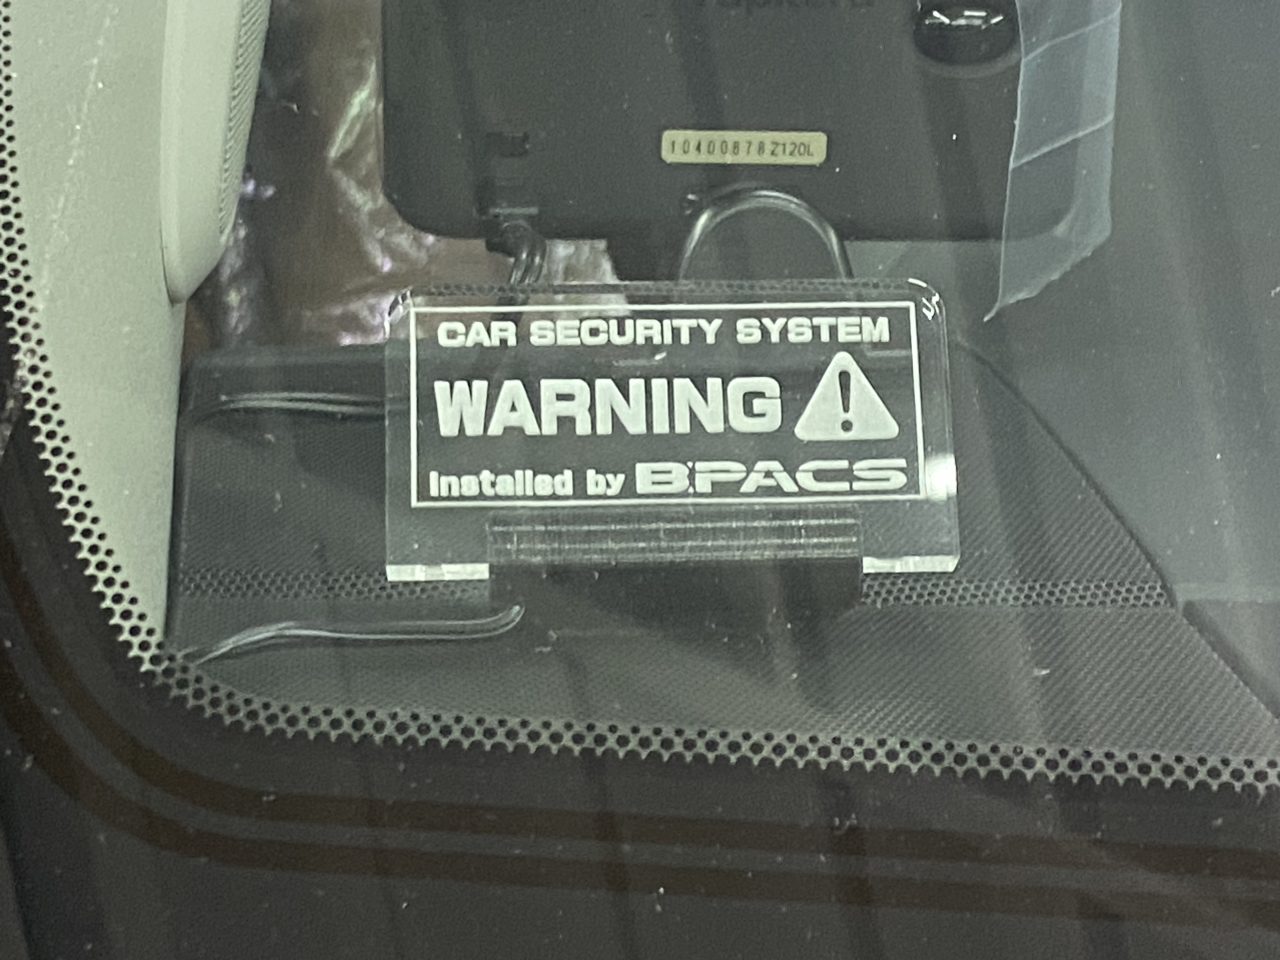 10400878Z120L
CAR SECURITY SYSTEM
WARNING
Installed by B:PACS